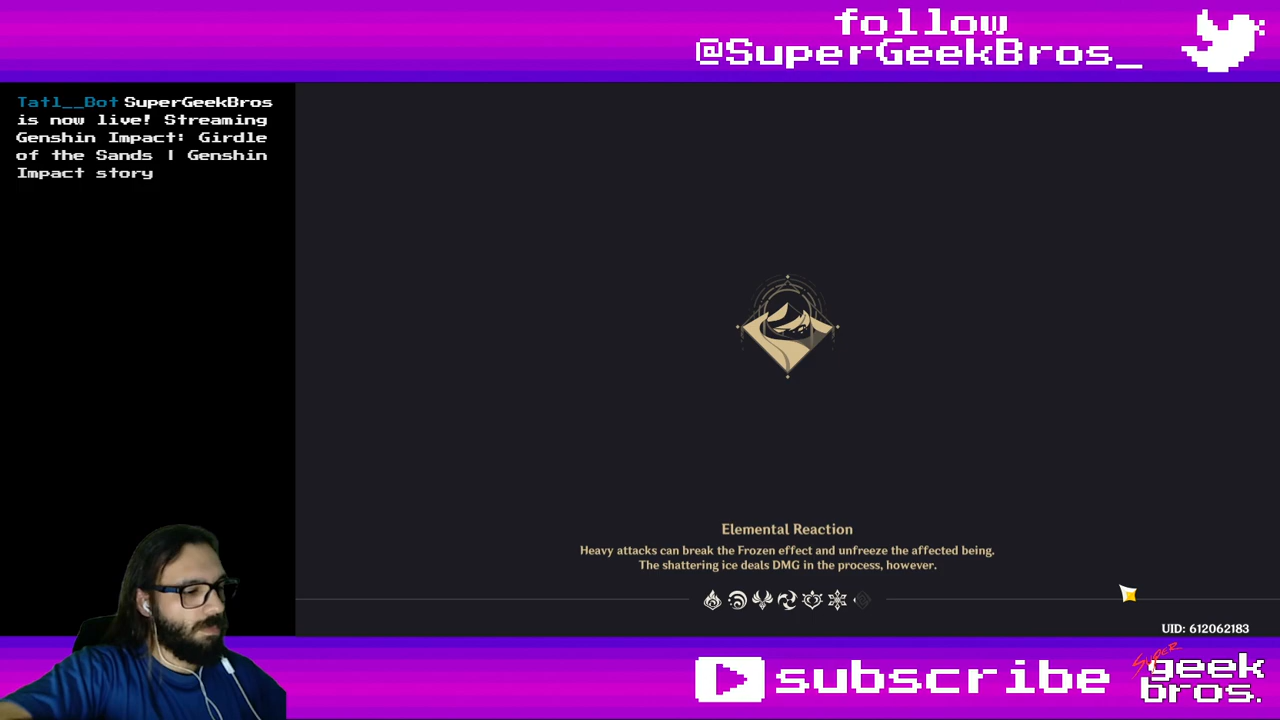 follow
@SuperGeekBros_
Tatl__Bot SuperGeekBros
is now live! Streaming
Genshin Impact: Girdle
of the Sands | Genshin
Impact story
Elemental Reaction
Heavy attacks can break the Frozen effect and unfreeze the affected being.
The shattering ice deals DMG in the process, however.
UID: 612062183
subscribe
SUPER
geek
bros.